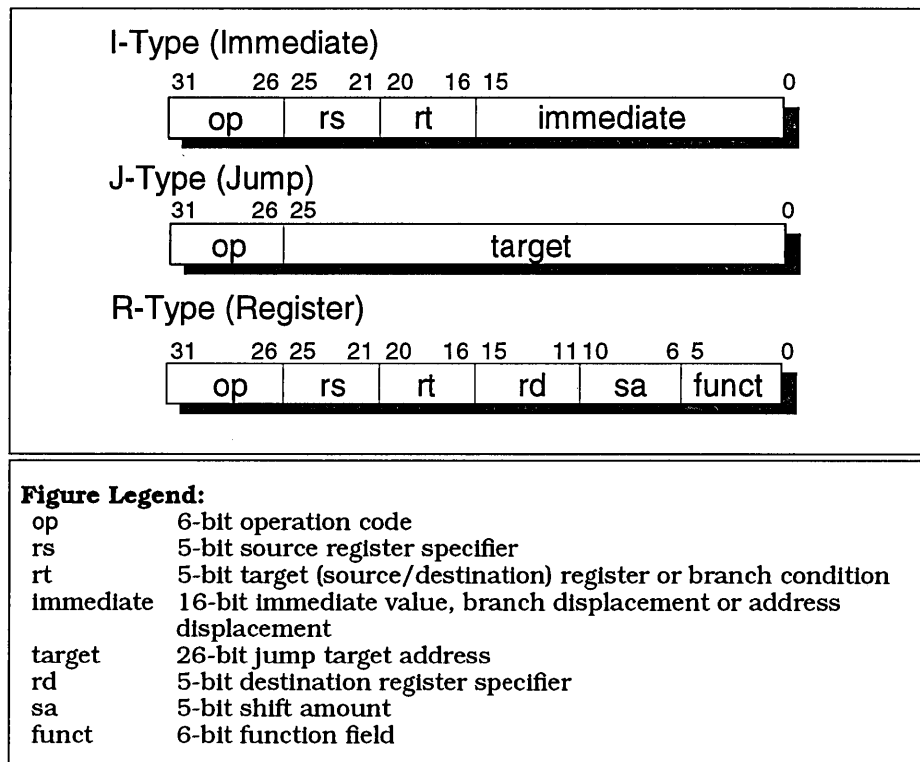 I-Type (Immediate)
31 26 25 21 20 16 15 0
op rs rt immediate
J-Type (Jump)
31 26 25 0
op target
R-Type (Register)
31 26 25 21 20 16 15 11 10 6 5 0
op rs rt rd sa funct
Figure Legend:
op 6-bit operation code
rs 5-bit source register specifier
rt 5-bit target (source/destination) register or branch condition
immediate 16-bit immediate value, branch displacement or address
displacement
target 26-bit jump target address
rd 5-bit destination register specifier
sa 5-bit shift amount
funct 6-bit function field